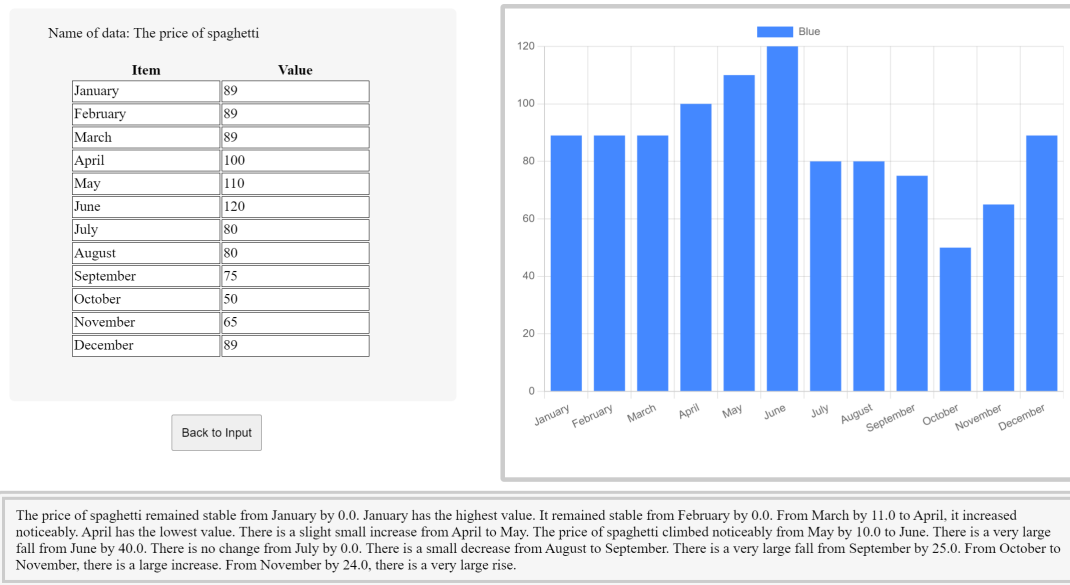 Name of data: The price of spaghetti
Item Value
January 89
February 89
March 89
April 100
May 110
June 120
July 80
August 80
September 75
October 50
November 65
December 89
Back to Input
Blue
120
100
80
60
40
20
0
January February March April May June July August September October November December
The price of spaghetti remained stable from January by 0.0. January has the highest value. It remained stable from February by 0.0. From March by 11.0 to April, it increased
noticeably. April has the lowest value. There is a slight small increase from April to May. The price of spaghetti climbed noticeably from May by 10.0 to June. There is a very large
fall from June by 40.0. There is no change from July by 0.0. There is a small decrease from August to September. There is a very large fall from September by 25.0. From October to
November, there is a large increase. From November by 24.0, there is a very large rise.